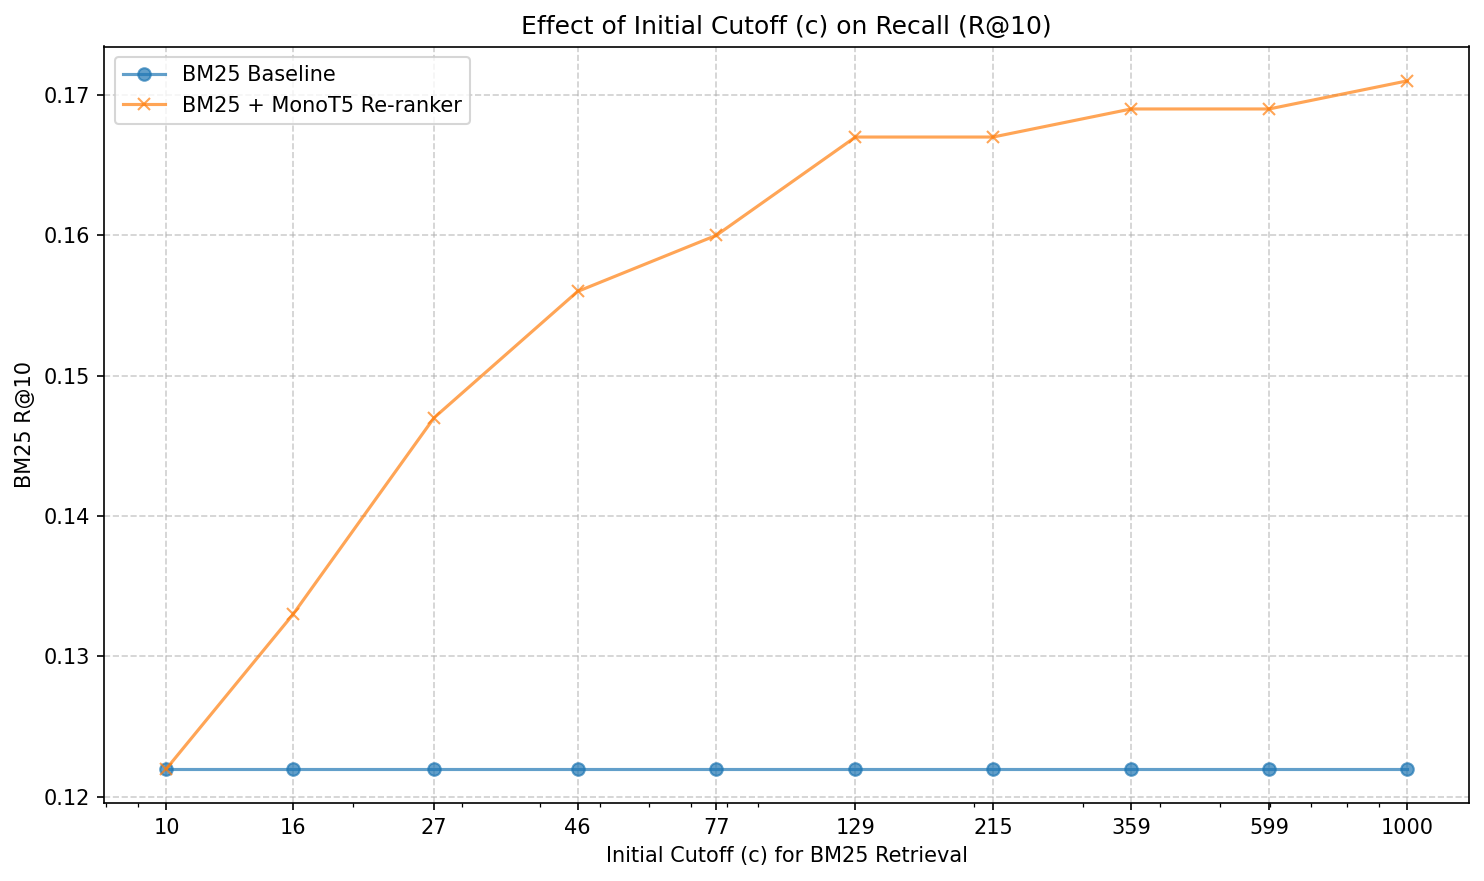 Effect of Initial Cutoff (c) on Recall (R@10)
BM25 Baseline
BM25 + MonoT5 Re-ranker
BM25 R@10
0.17
0.16
0.15
0.14
0.13
0.12
10 16 27 46 77 129 215 359 599 1000
Initial Cutoff (c) for BM25 Retrieval